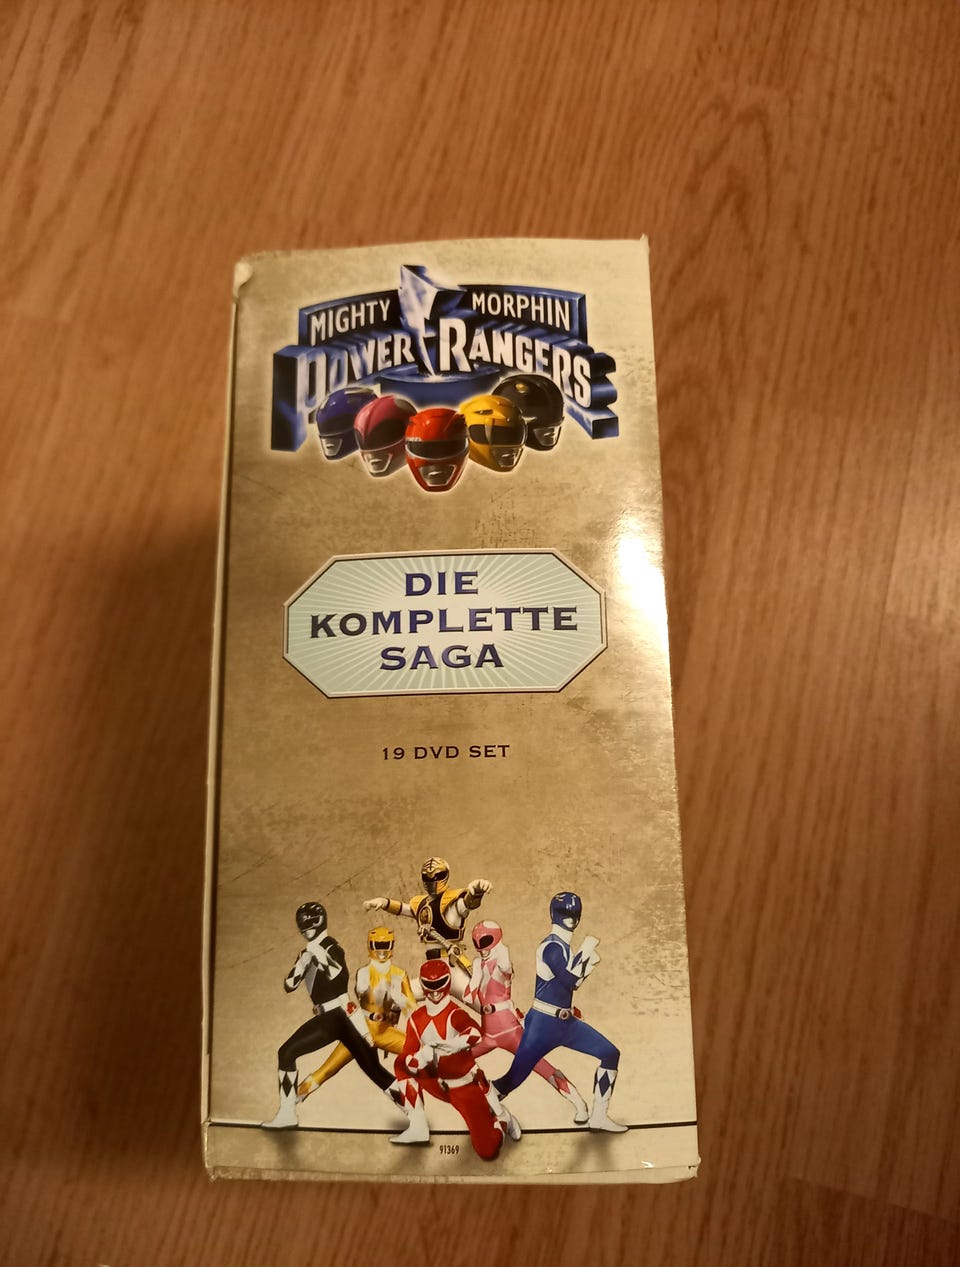 MIGHTY MORPHIN
POWER RANGERS
DIE
KOMPLETTE
SAGA
19 DVD SET
91369